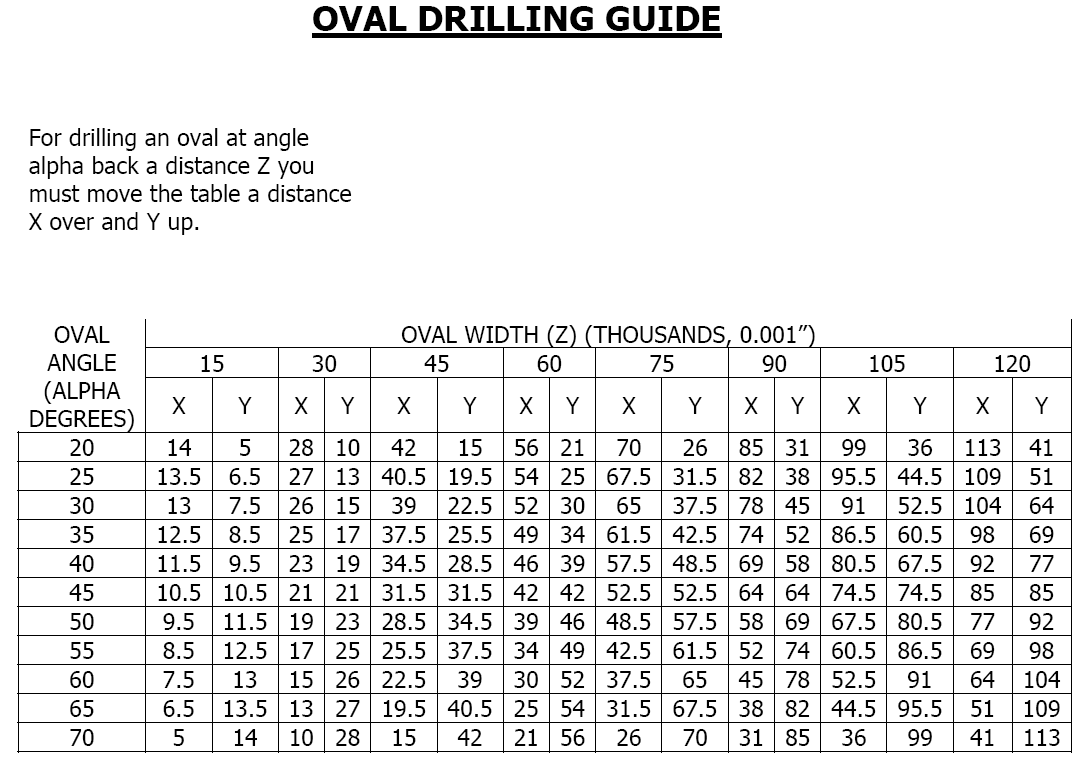 OVAL DRILLING GUIDE
For drilling an oval at angle
alpha back a distance Z you
must move the table a distance
X over and Y up.
OVAL ANGLE (ALPHA DEGREES) OVAL WIDTH (Z) (THOUSANDS, 0.001”)
15 30 45 60 75 90 105 120
X Y X Y X Y X Y X Y X Y X Y X Y
20 14 5 28 10 42 15 56 21 70 26 85 31 99 36 113 41
25 13.5 6.5 27 13 40.5 19.5 54 25 67.5 31.5 82 38 95.5 44.5 109 51
30 13 7.5 26 15 39 22.5 52 30 65 37.5 78 45 91 52.5 104 64
35 12.5 8.5 25 17 37.5 25.5 49 34 61.5 42.5 74 52 86.5 60.5 98 69
40 11.5 9.5 23 19 34.5 28.5 46 39 57.5 48.5 69 58 80.5 67.5 92 77
45 10.5 10.5 21 21 31.5 31.5 42 42 52.5 52.5 64 64 74.5 74.5 85 85
50 9.5 11.5 19 23 28.5 34.5 39 46 48.5 57.5 58 69 67.5 80.5 77 92
55 8.5 12.5 17 25 25.5 37.5 34 49 42.5 61.5 52 74 60.5 86.5 69 98
60 7.5 13 15 26 22.5 39 30 52 37.5 65 45 78 52.5 91 64 104
65 6.5 13.5 13 27 19.5 40.5 25 54 31.5 67.5 38 82 44.5 95.5 51 109
70 5 14 10 28 15 42 21 56 26 70 31 85 36 99 41 113